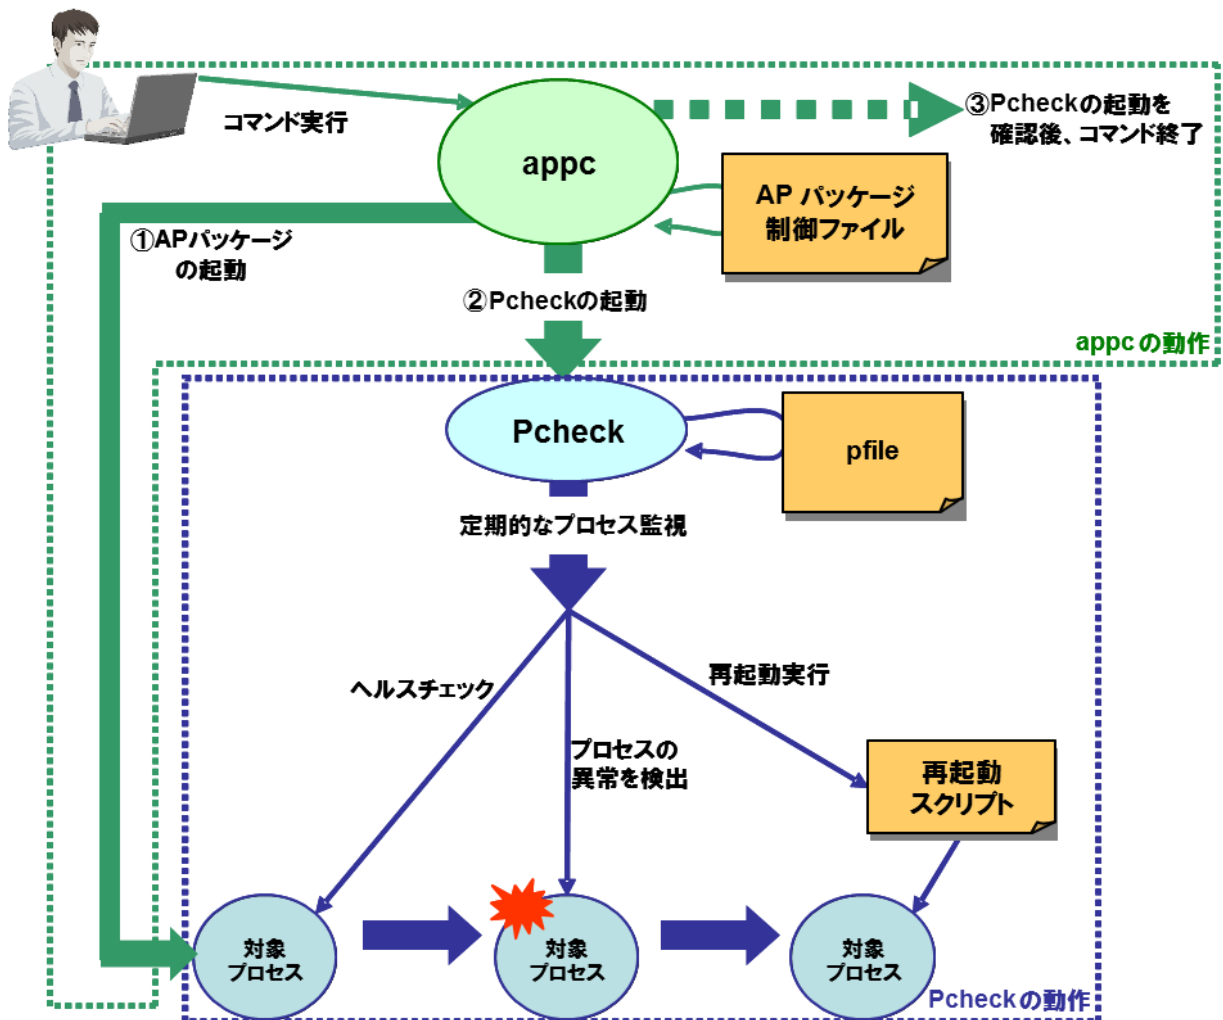 コマンド実行
③Pcheckの起動を
確認後、コマンド終了
appc
AP パッケージ
制御ファイル
①APパッケージ
の起動
②Pcheckの起動
appcの動作
Pcheck
pfile
定期的なプロセス監視
ヘルスチェック
再起動実行
プロセスの
異常を検出
再起動
スクリプト
対象
プロセス
対象
プロセス
対象
プロセス
Pcheckの動作